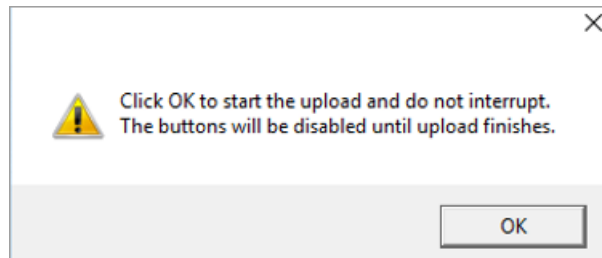 Click OK to start the upload and do not interrupt.
The buttons will be disabled until upload finishes.
OK